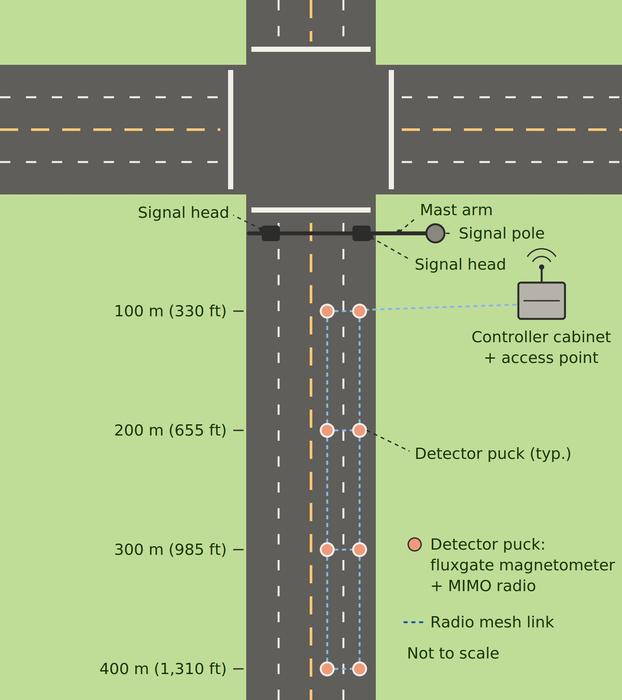 Signal head
Mast arm
Signal pole
Signal head
100 m (330 ft)
Controller cabinet
+ access point
200 m (655 ft)
Detector puck (typ.)
300 m (985 ft)
Detector puck:
fluxgate magnetometer
+ MIMO radio
Radio mesh link
Not to scale
400 m (1,310 ft)